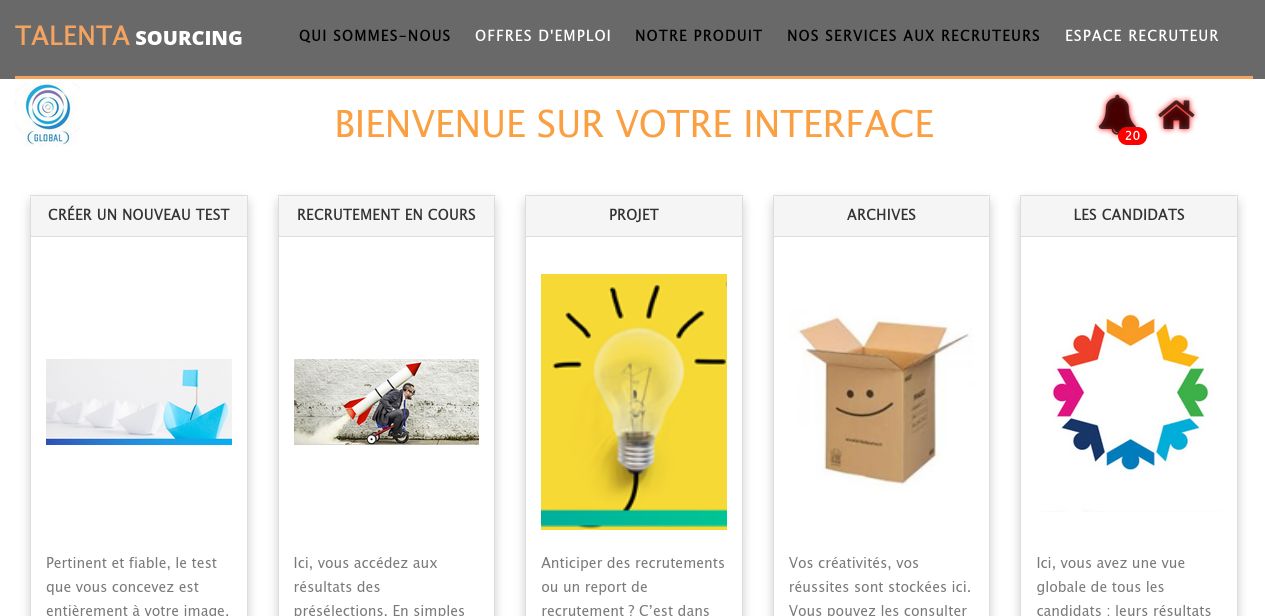 TALENTA SOURCING
QUI SOMMES-NOUS
OFFRES D'EMPLOI
NOTRE PRODUIT
NOS SERVICES AUX RECRUTEURS
ESPACE RECRUTEUR
GLOBAL
BIENVENUE SUR VOTRE INTERFACE
20
CRÉER UN NOUVEAU TEST
Pertinent et fiable, le test
que vous concevez est
entièrement à votre image.
RECRUTEMENT EN COURS
Ici, vous accédez aux
résultats des
présélections. En simples
PROJET
Anticiper des recrutements
ou un report de
recrutement ? C'est dans
ARCHIVES
Vos créativités, vos
réussites sont stockées ici.
Vous pouvez les consulter
LES CANDIDATS
Ici, vous avez une vue
globale de tous les
candidats : leurs résultats